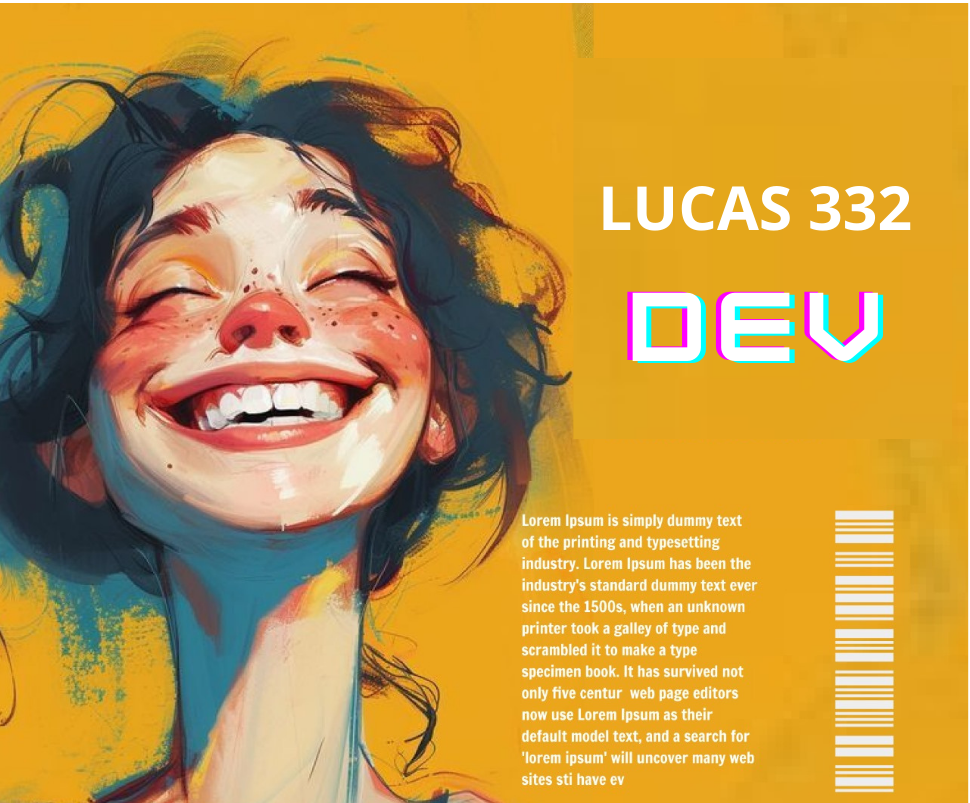 LUCAS 332
DEV
Lorem Ipsum is simply dummy text
of the printing and typesetting
industry. Lorem Ipsum has been the
industry's standard dummy text ever
since the 1500s, when an unknown
printer took a galley of type and
scrambled it to make a type
specimen book. It has survived not
only five centur  web page editors
now use Lorem Ipsum as their
default model text, and a search for
'lorem ipsum' will uncover many web
sites sti have ev